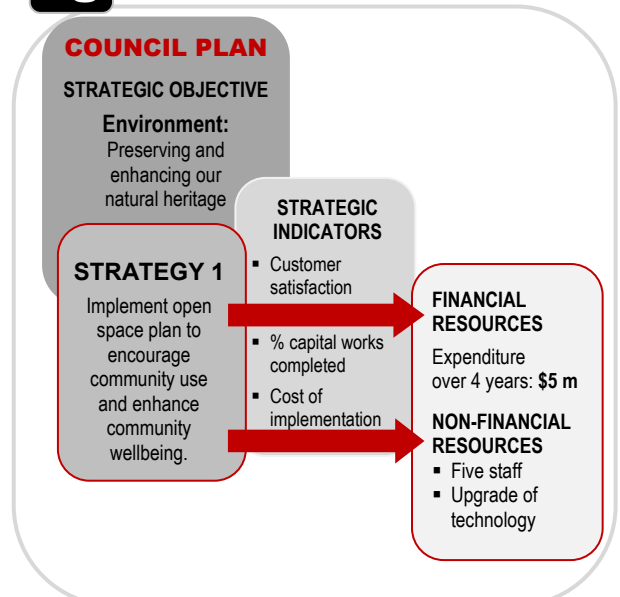 COUNCIL PLAN
STRATEGIC OBJECTIVE
Environment:
Preserving and
enhancing our
natural heritage
STRATEGY 1
Implement open
space plan to
encourage
community use
and enhance
community
wellbeing.
STRATEGIC
INDICATORS
▪ Customer
satisfaction
▪ % capital works
completed
▪ Cost of
implementation
FINANCIAL
RESOURCES
Expenditure
over 4 years: $5 m
NON-FINANCIAL
RESOURCES
▪ Five staff
▪ Upgrade of
technology